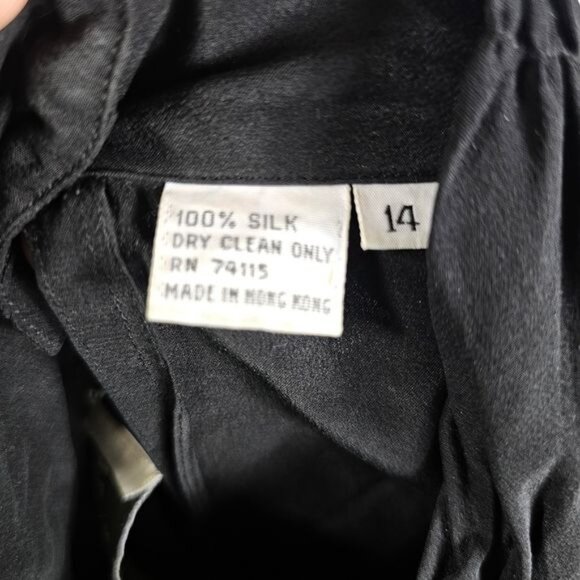 100% SILK
DRY CLEAN ONLY
RN 74115
MADE IN HONG KONG
14